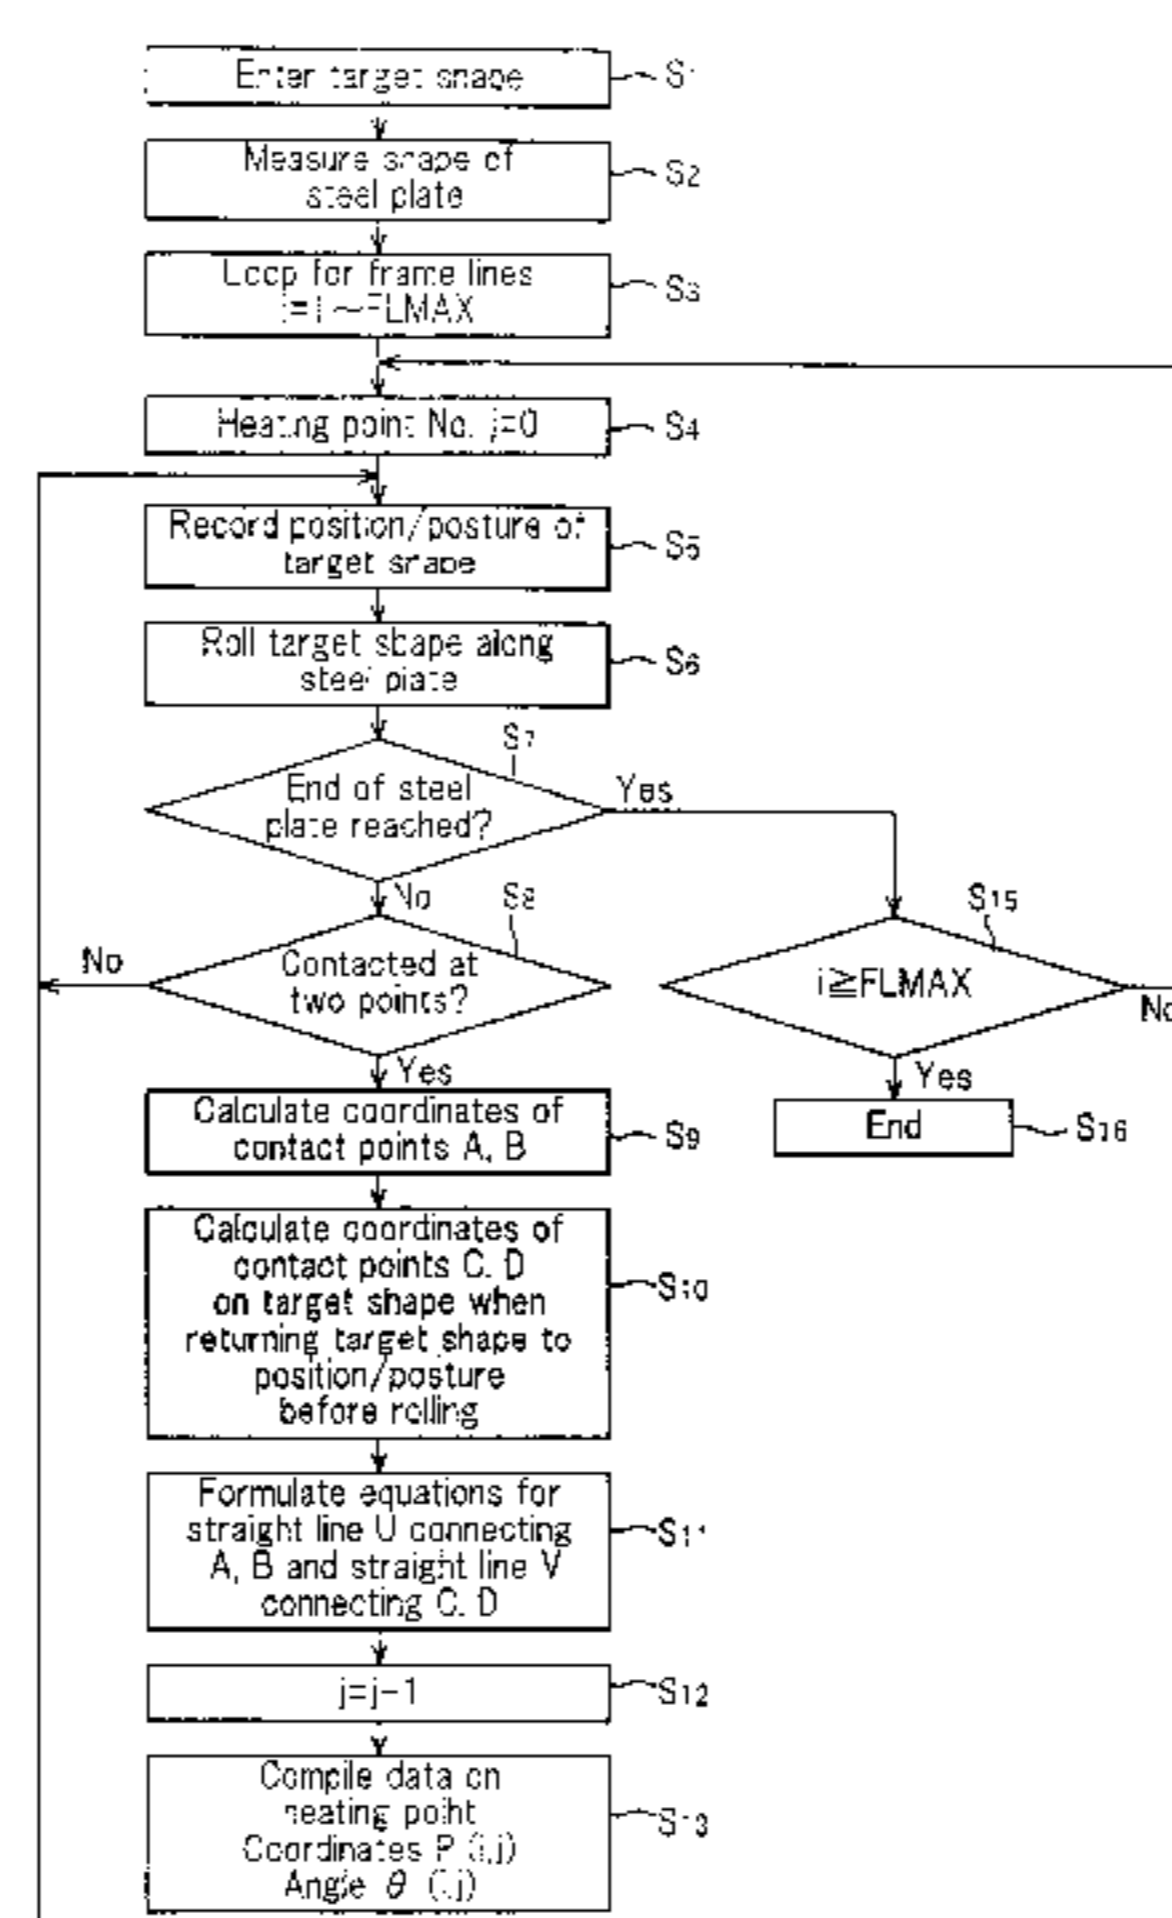 Enter target shape
S1
Measure shape of
steel plate
S2
Loop for frame lines
i=1~FLMAX
S3
Heating point No. j=0
S4
Record position/posture of
target shape
S5
Roll target shape along
steel plate
S6
S7
End of steel
plate reached?
Yes
No
S8
Contacted at
two points?
No
Yes
S15
i≧FLMAX
No
Yes
End
S16
Calculate coordinates of
contact points A, B
S9
Calculate coordinates of
contact points C. D
on target shape when
returning target shape to
position/posture
before rolling
S10
Formulate equations for
straight line U connecting
A, B and straight line V
connecting C. D
S11
j=j-1
S12
Compile data on
heating point
Coordinates P (i,j)
Angle θ (i,j)
S13